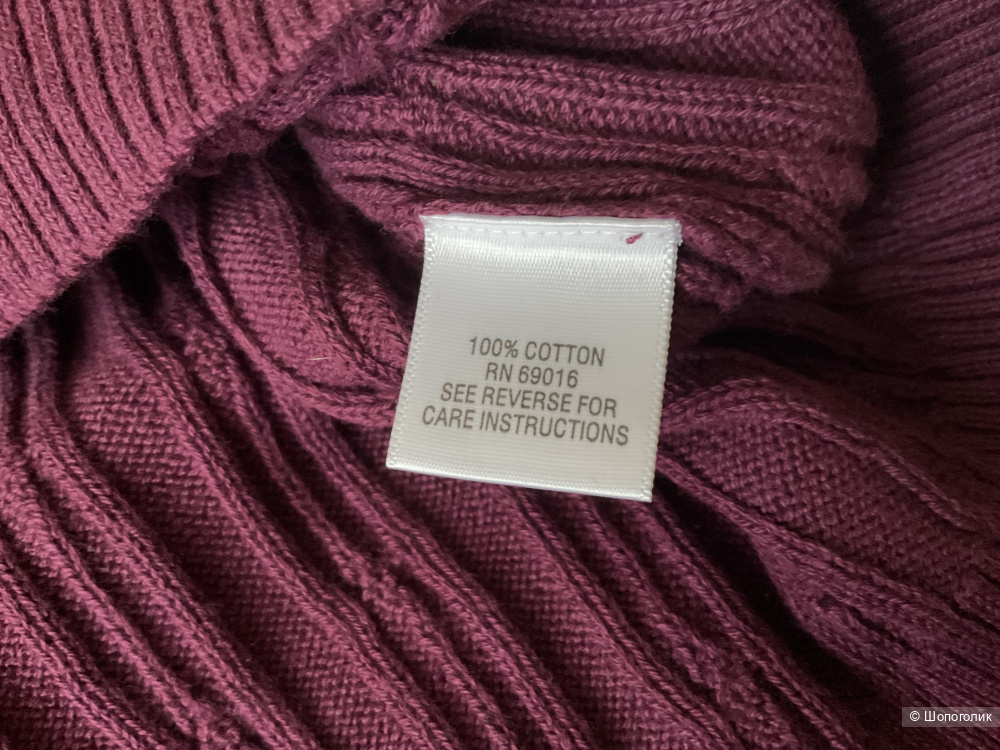 100% COTTON
RN 69016
SEE REVERSE FOR
CARE INSTRUCTIONS
© Шопоголик